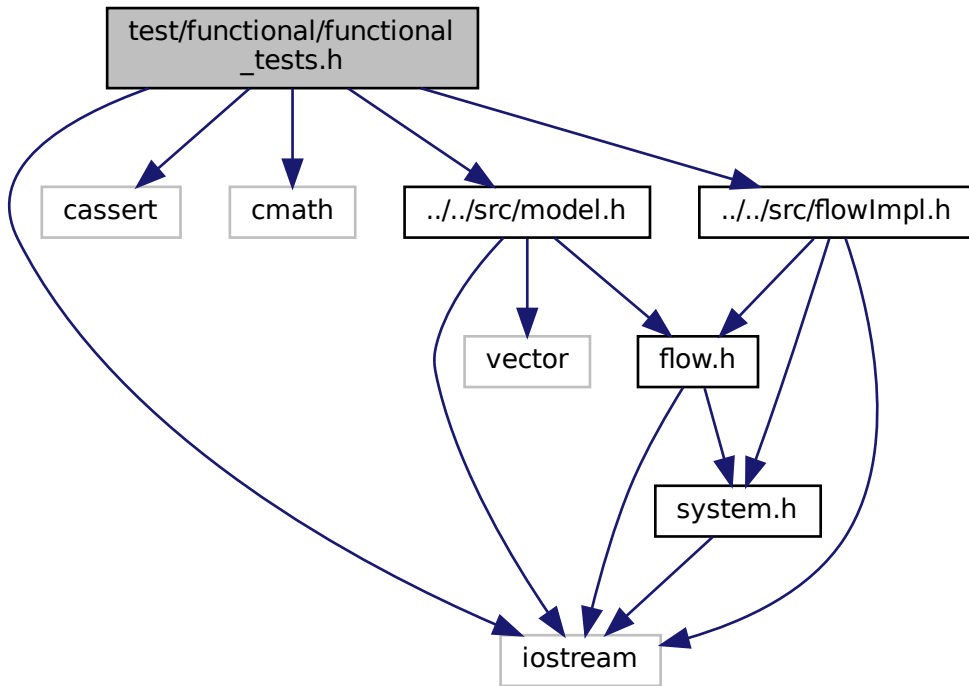 test/functional/functional
_tests.h
cassert
cmath
../../src/model.h
../../src/flowImpl.h
vector
flow.h
system.h
iostream